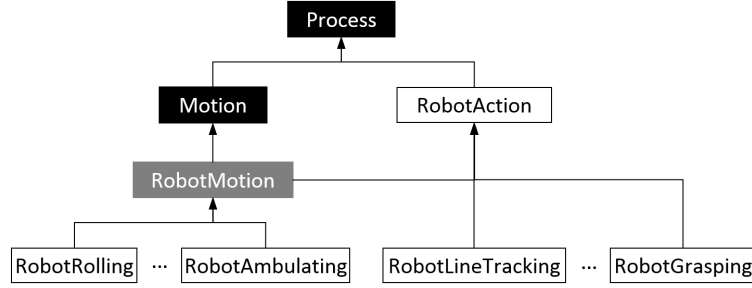 Process
Motion
RobotAction
RobotMotion
RobotRolling
...
RobotAmbulating
RobotLineTracking
...
RobotGrasping